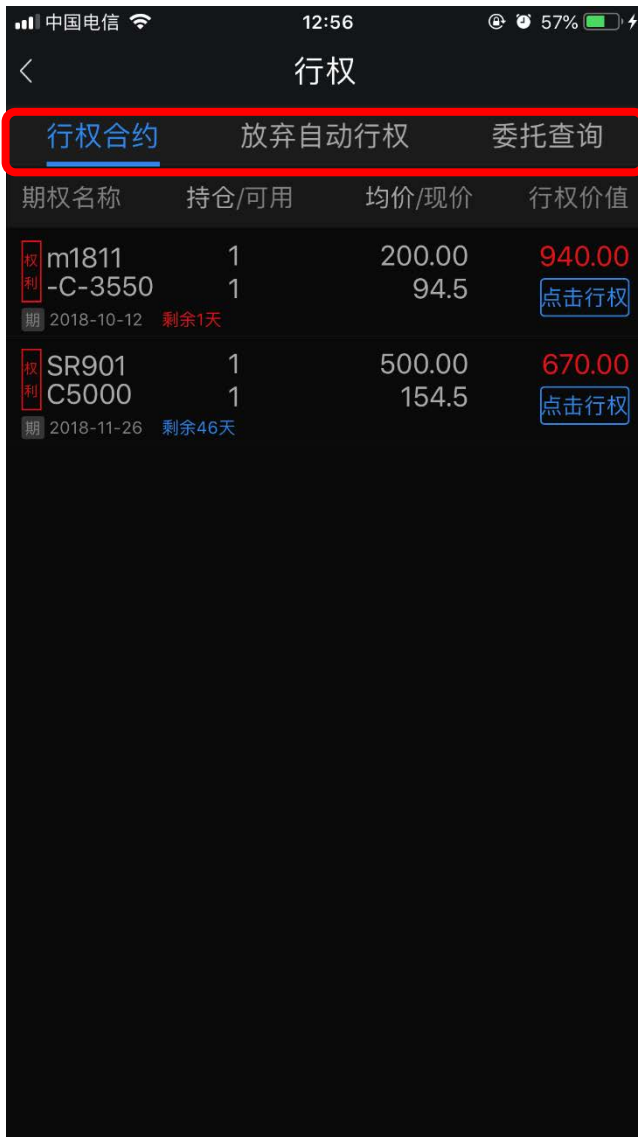 中国电信 12:56 57%
行权
行权合约 放弃自动行权 委托查询
期权名称 持仓/可用 均价/现价 行权价值
权利 m1811 1 200.00 940.00
-C-3550 1 94.5 点击行权
期 2018-10-12 剩余1天
权利 SR901 1 500.00 670.00
C5000 1 154.5 点击行权
期 2018-11-26 剩余46天